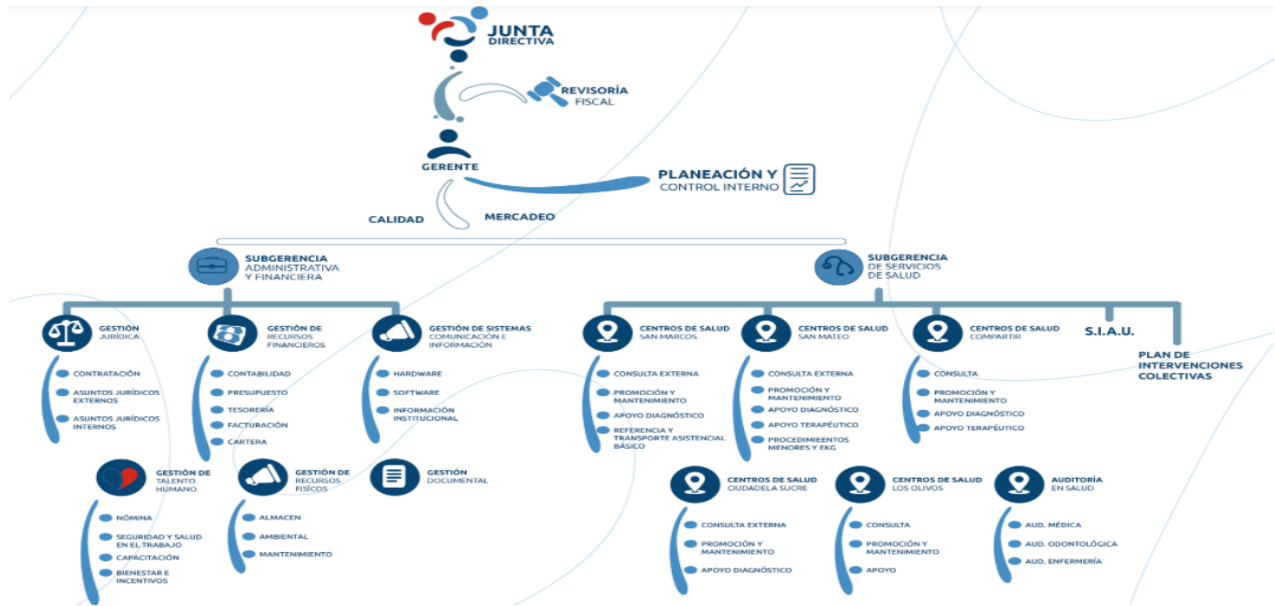 JUNTA
DIRECTIVA
REVISORÍA
FISCAL
GERENTE
PLANEACIÓN Y
CONTROL INTERNO
CALIDAD
MERCADEO
SUBGERENCIA
ADMINISTRATIVA
Y FINANCIERA
SUBGERENCIA
DE SERVICIOS
DE SALUD
GESTIÓN
JURÍDICA
CONTRATACIÓN
ASUNTOS JURÍDICOS
EXTERNOS
ASUNTOS JURÍDICOS
INTERNOS
GESTIÓN DE
RECURSOS
FINANCIEROS
CONTABILIDAD
PRESUPUESTO
TESORERÍA
FACTURACIÓN
CARTERA
GESTIÓN DE SISTEMAS
COMUNICACIÓN E
INFORMACIÓN
HARDWARE
SOFTWARE
INFORMACIÓN
INSTITUCIONAL
CENTROS DE SALUD
SAN MARCOS
CONSULTA EXTERNA
PROMOCIÓN Y
MANTENIMIENTO
APOYO DIAGNÓSTICO
REFERENCIA Y
TRANSPORTE ASISTENCIAL
BÁSICO
CENTROS DE SALUD
SAN MATEO
CONSULTA EXTERNA
PROMOCIÓN Y
MANTENIMIENTO
APOYO DIAGNÓSTICO
APOYO TERAPÉUTICO
PROCEDIMIEENTOS
MENORES Y EKG
CENTROS DE SALUD
COMPARTIR
CONSULTA
PROMOCIÓN Y
MANTENIMIENTO
APOYO DIAGNÓSTICO
APOYO TERAPÉUTICO
S.I.A.U.
PLAN DE
INTERVENCIONES
COLECTIVAS
GESTIÓN DE
TALENTO
HUMANO
NÓMINA
SEGURIDAD Y SALUD
EN EL TRABAJO
CAPACITACIÓN
BIENESTAR E
INCENTIVOS
GESTIÓN DE
RECURSOS
FISÍCOS
ALMACEN
AMBIENTAL
MANTENIMIENTO
GESTIÓN
DOCUMENTAL
CENTROS DE SALUD
CIUDADELA SUCRE
CONSULTA EXTERNA
PROMOCIÓN Y
MANTENIMIENTO
APOYO DIAGNÓSTICO
CENTROS DE SALUD
LOS OLIVOS
CONSULTA
PROMOCIÓN Y
MANTENIMIENTO
APOYO
AUDITORÍA
EN SALUD
AUD. MÉDICA
AUD. ODONTOLÓGICA
AUD. ENFERMERÍA